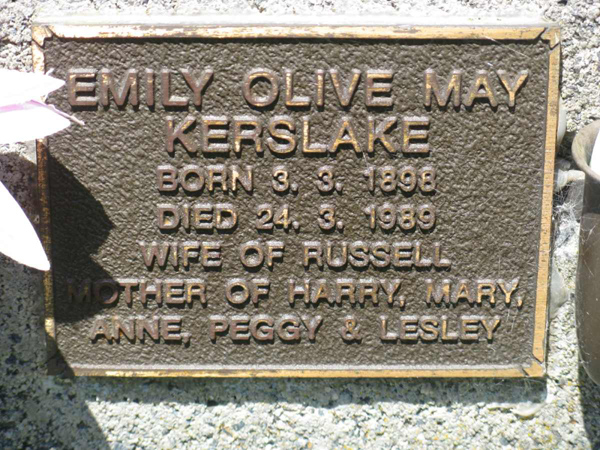 EMILY OLIVE MAY
KERSLAKE
BORN 3. 3. 1898
DIED 24. 3. 1989
WIFE OF RUSSELL
MOTHER OF HARRY, MARY,
ANNE, PEGGY & LESLEY